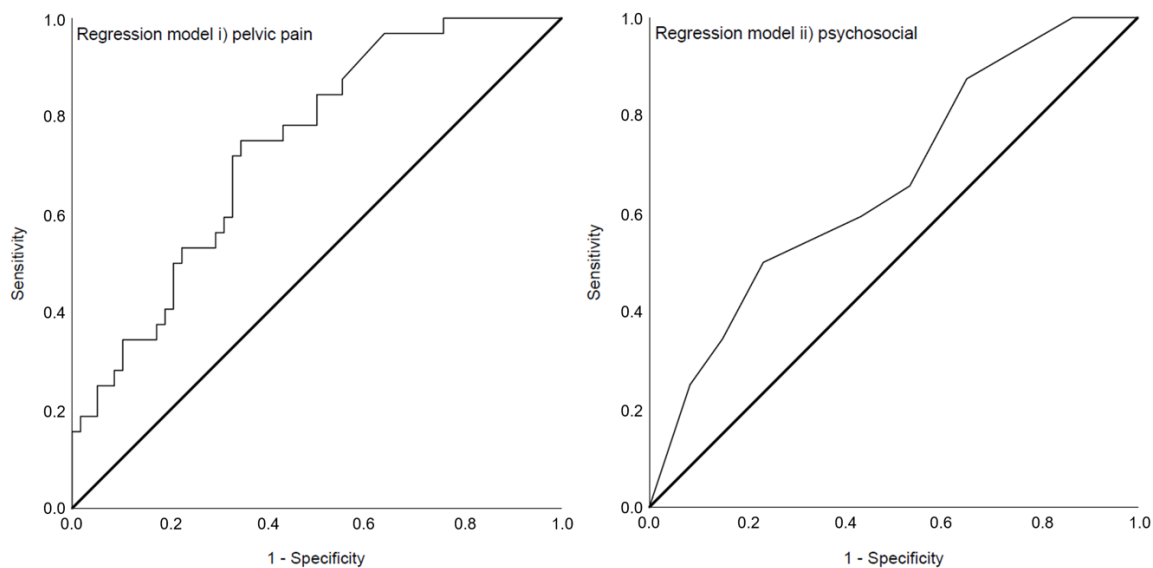 Regression model i) pelvic pain
1.0
0.8
0.6
0.4
0.2
0.0
Sensitivity
0.0 0.2 0.4 0.6 0.8 1.0
1 - Specificity
Regression model ii) psychosocial
1.0
0.8
0.6
0.4
0.2
0.0
Sensitivity
0.0 0.2 0.4 0.6 0.8 1.0
1 - Specificity